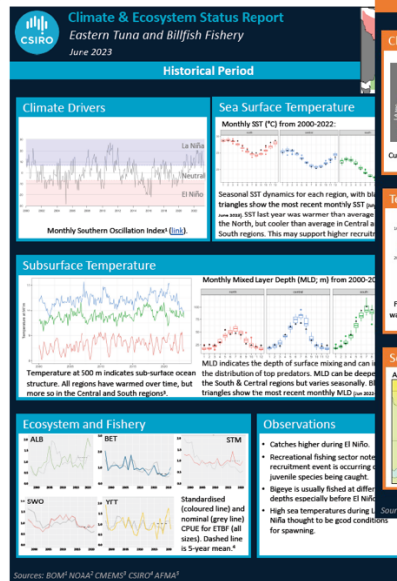 CSIRO
Climate & Ecosystem Status Report
Eastern Tuna and Billfish Fishery
June 2023
Historical Period
Climate Drivers
La Niña
Neutral
El Niño
Monthly Southern Oscillation Index¹ (link).
Sea Surface Temperature
Monthly SST (°C) from 2000-2022:
Seasonal SST dynamics for each region, with bla
triangles show the most recent monthly SST
SST last year was warmer than average
the North, but cooler than average in Central a
South regions. This may support higher recruitr
Subsurface Temperature
Temperature at 500 m indicates sub-surface ocean
structure. All regions have warmed over time, but
more so in the Central and South regions³.
Monthly Mixed Layer Depth (MLD; m) from 2000-20
MLD indicates the depth of surface mixing and can i
the distribution of top predators. MLD can be deepe
the South & Central regions but varies seasonally. Bl
triangles show the most recent monthly MLD
Ecosystem and Fishery
ALB
BET
STM
SWO
YFT
Standardised
(coloured line) and
nominal (grey line)
CPUE for ETBF (all
sizes). Dashed line
is 5-year mean.⁴
Observations
• Catches higher during El Niño.
• Recreational fishing sector note
recruitment event is occurring
juvenile species being caught.
• Bigeye is usually fished at differ
depths especially before El Niñ
• High sea temperatures during L
Niña thought to be good conditions
for spawning.
Sources: BOM¹ NOAA² CMEMS³ CSIRO⁴ AFMA⁵